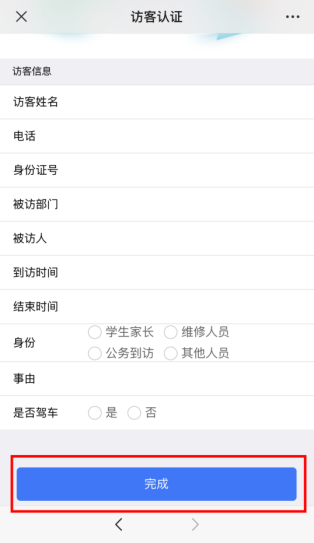 访客认证
访客信息
访客姓名
电话
身份证号
被访部门
被访人
到访时间
结束时间
身份 学生家长 维修人员
公务到访 其他人员
事由
是否驾车 是 否
完成